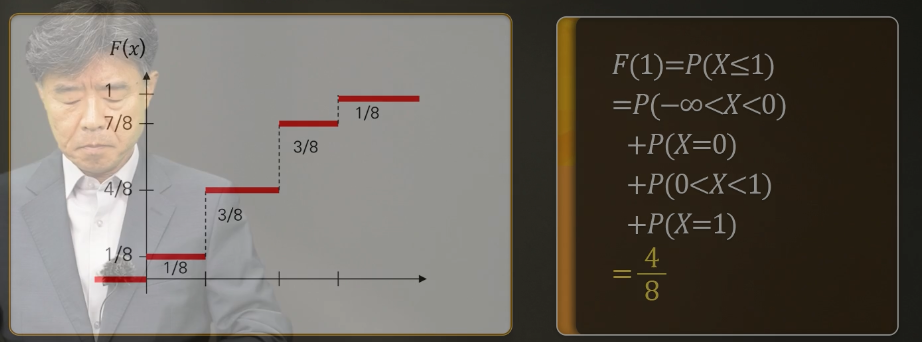 F(x)
1
7/8
4/8
1/8
1/8
3/8
3/8
1/8
F(1)=P(X≤1)
=P(−∞<X<0)
+P(X=0)
+P(0<X<1)
+P(X=1)
=4/8